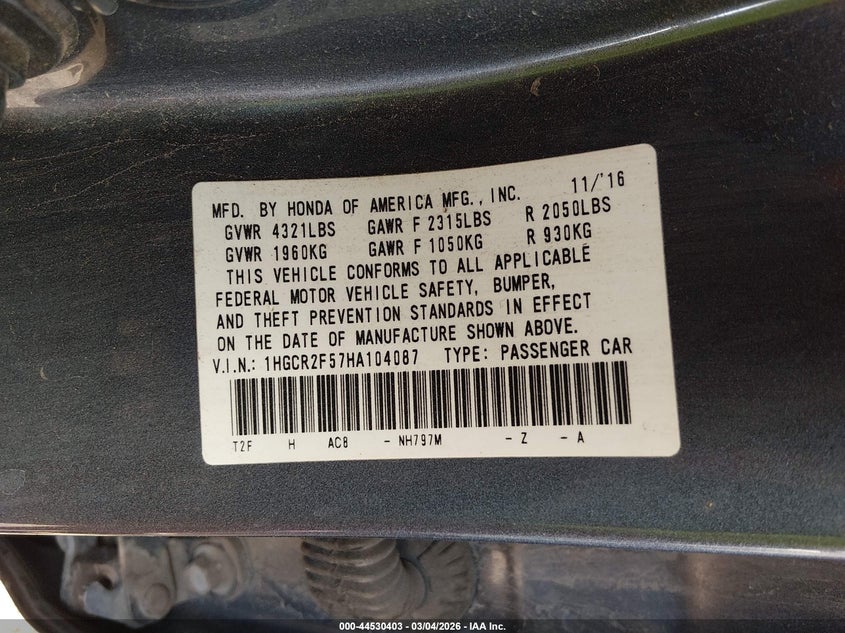 MFD. BY HONDA OF AMERICA MFG., INC. 11/'16
GVWR 4321LBS GAWR F 2315LBS R 2050LBS
GVWR 1960KG GAWR F 1050KG R 930KG
THIS VEHICLE CONFORMS TO ALL APPLICABLE
FEDERAL MOTOR VEHICLE SAFETY, BUMPER,
AND THEFT PREVENTION STANDARDS IN EFFECT
ON THE DATE OF MANUFACTURE SHOWN ABOVE.
V.I.N.: 1HGCR2F57HA104087 TYPE: PASSENGER CAR
T2F H AC8 - NH797M - Z - A
000-44530403 - 03/04/2026 - IAA Inc.